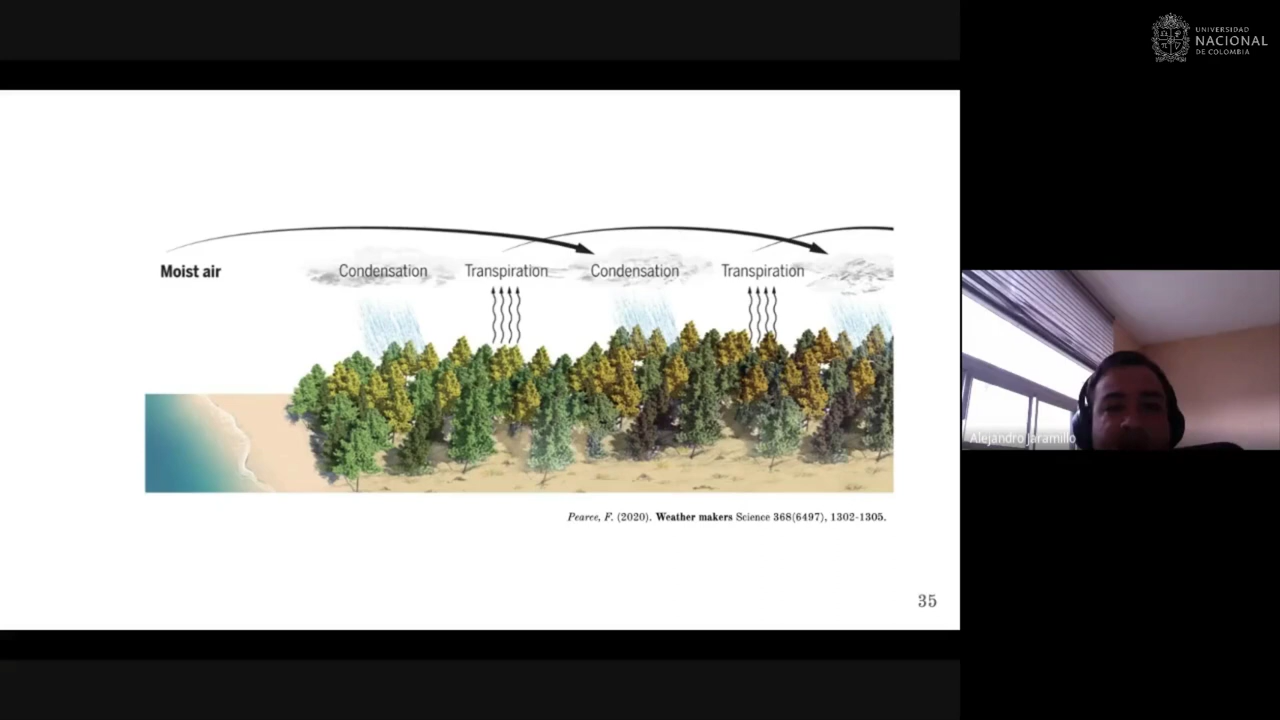 UNIVERSIDAD
NACIONAL
DE COLOMBIA
Moist air
Condensation
Transpiration
Condensation
Transpiration
Pearce, F. (2020). Weather makers Science 368(6497), 1302-1305.
35
Alejandro Jaramillo